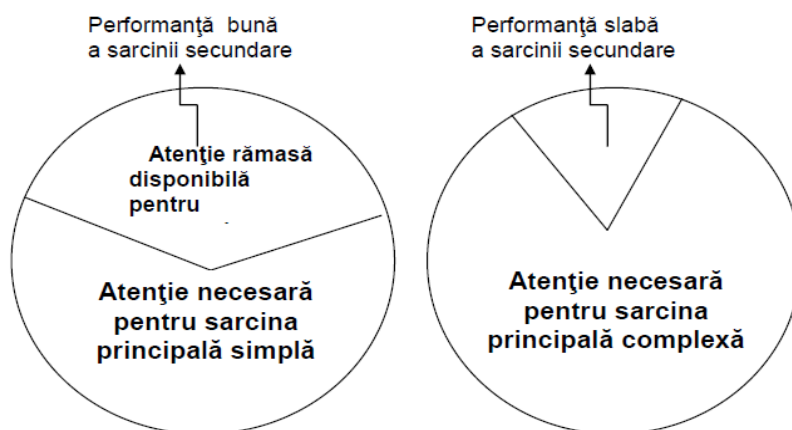 Performanţă bună
a sarcinii secundare
Atenţie rămasă
disponibilă
pentru
Atenţie necesară
pentru sarcina
principală simplă
Performanţă slabă
a sarcinii secundare
Atenţie necesară
pentru sarcina
principală complexă